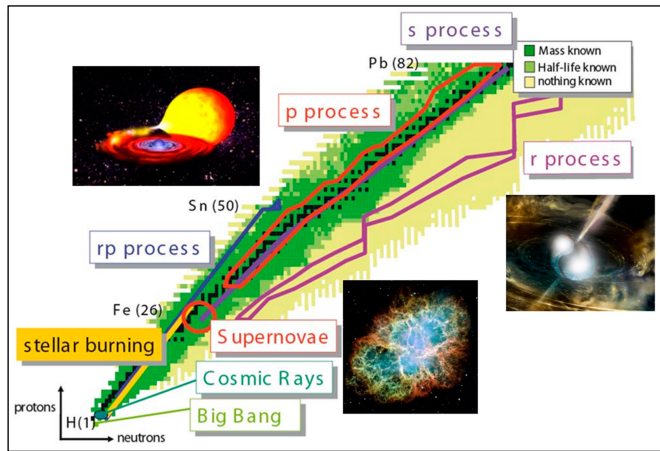 s process
Mass known
Half-life known
nothing known
Pb (82)
p process
r process
Sn (50)
rp process
Fe (26)
stellar burning
Supernovae
Cosmic Rays
Big Bang
protons
H(1)
neutrons